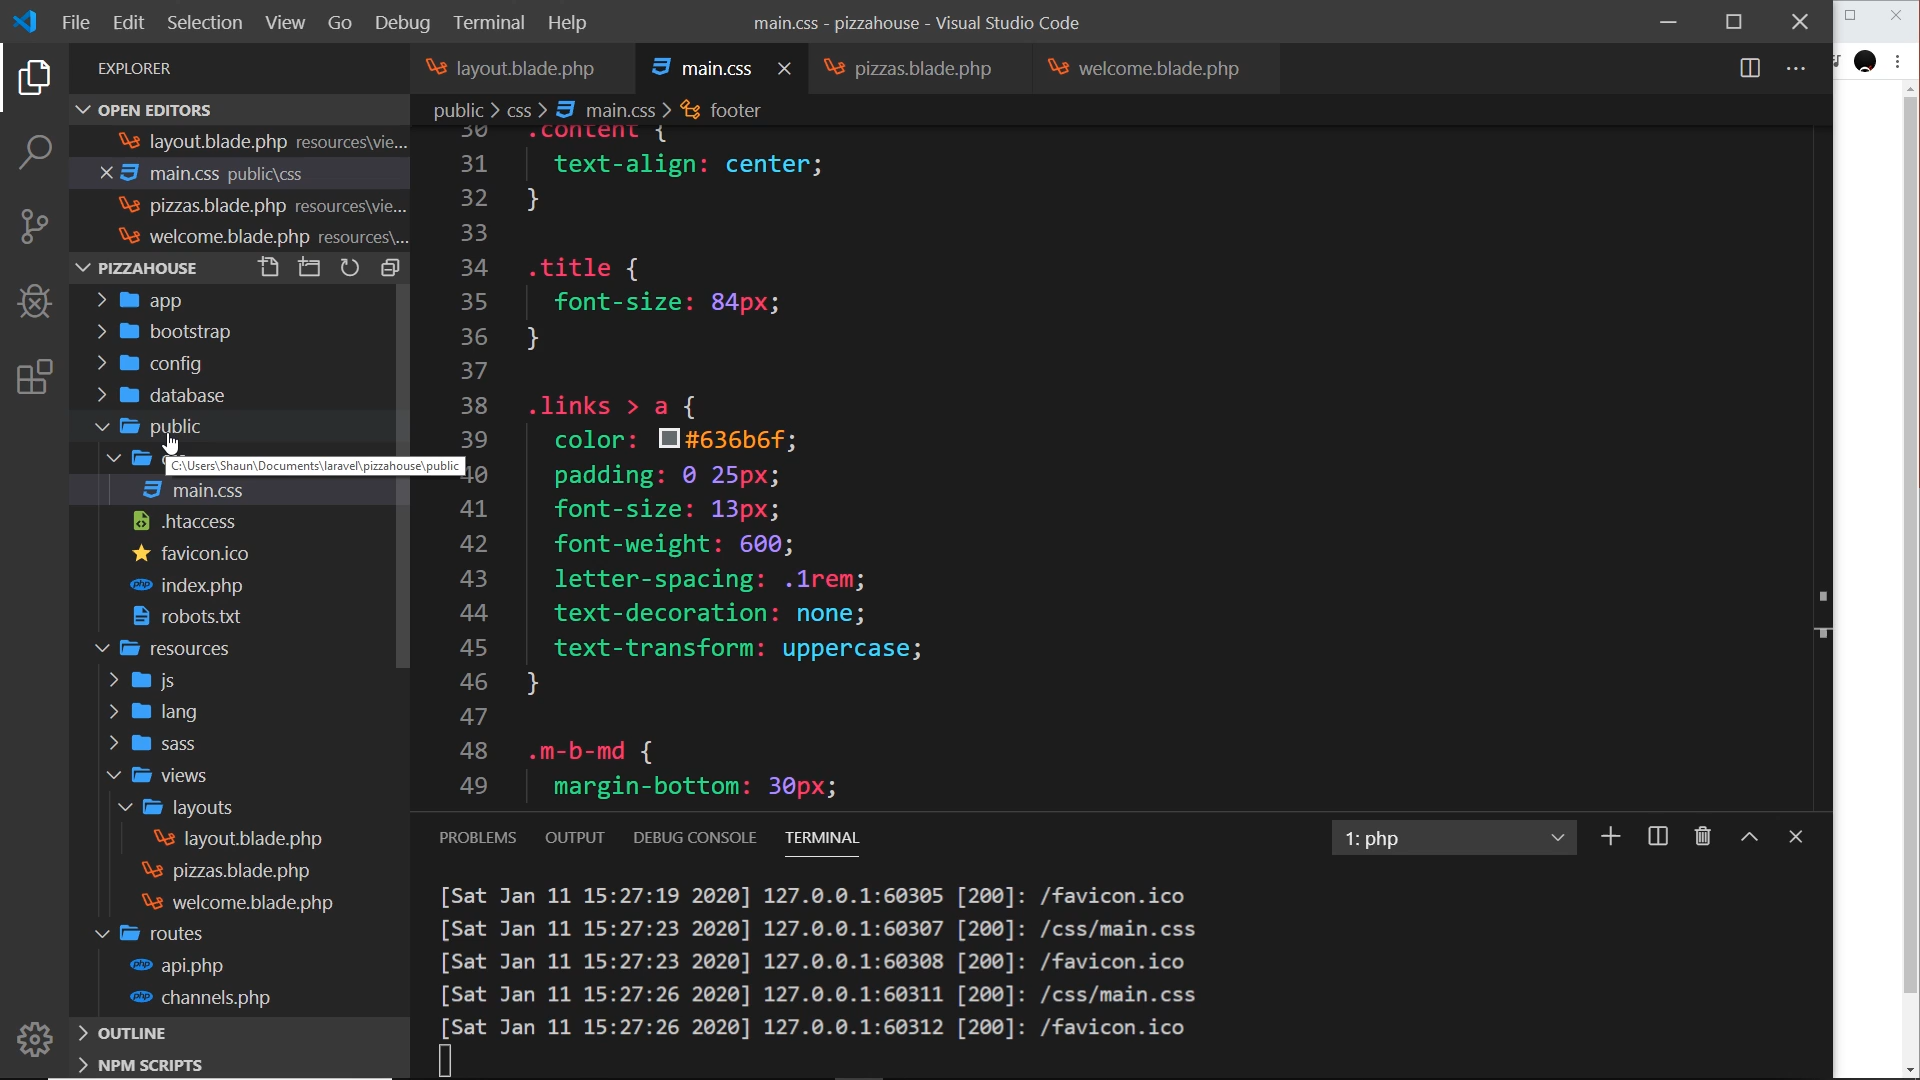 File Edit Selection View Go Debug Terminal Help
main.css - pizzahouse - Visual Studio Code
EXPLORER
OPEN EDITORS
layout.blade.php resources\vie...
main.css public\css
pizzas.blade.php resources\vie...
welcome.blade.php resources\...
PIZZAHOUSE
app
bootstrap
config
database
public
C:\Users\Shaun\Documents\laravel\pizzahouse\public
main.css
.htaccess
favicon.ico
index.php
robots.txt
resources
js
lang
sass
views
layouts
layout.blade.php
pizzas.blade.php
welcome.blade.php
routes
api.php
channels.php
OUTLINE
NPM SCRIPTS
layout.blade.php main.css pizzas.blade.php welcome.blade.php
public > css > main.css > footer
30 .content {
31 text-align: center;
32 }
33
34 .title {
35 font-size: 84px;
36 }
37
38 .links > a {
39 color: #636b6f;
40 padding: 0 25px;
41 font-size: 13px;
42 font-weight: 600;
43 letter-spacing: .1rem;
44 text-decoration: none;
45 text-transform: uppercase;
46 }
47
48 .m-b-md {
49 margin-bottom: 30px;
PROBLEMS OUTPUT DEBUG CONSOLE TERMINAL
1: php
[Sat Jan 11 15:27:19 2020] 127.0.0.1:60305 [200]: /favicon.ico
[Sat Jan 11 15:27:23 2020] 127.0.0.1:60307 [200]: /css/main.css
[Sat Jan 11 15:27:23 2020] 127.0.0.1:60308 [200]: /favicon.ico
[Sat Jan 11 15:27:26 2020] 127.0.0.1:60311 [200]: /css/main.css
[Sat Jan 11 15:27:26 2020] 127.0.0.1:60312 [200]: /favicon.ico